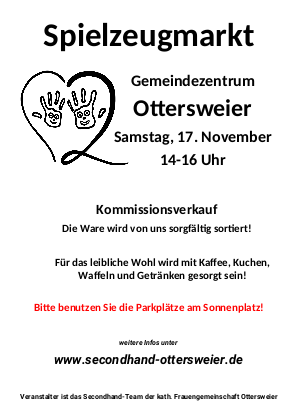 Spielzeugmarkt
Gemeindezentrum
Ottersweier
Samstag, 17. November
14-16 Uhr
Kommissionsverkauf
Die Ware wird von uns sorgfältig sortiert!
Für das leibliche Wohl wird mit Kaffee, Kuchen,
Waffeln und Getränken gesorgt sein!
Bitte benutzen Sie die Parkplätze am Sonnenplatz!
weitere Infos unter
www.secondhand-ottersweier.de
Veranstalter ist das Secondhand-Team der kath. Frauengemeinschaft Ottersweier